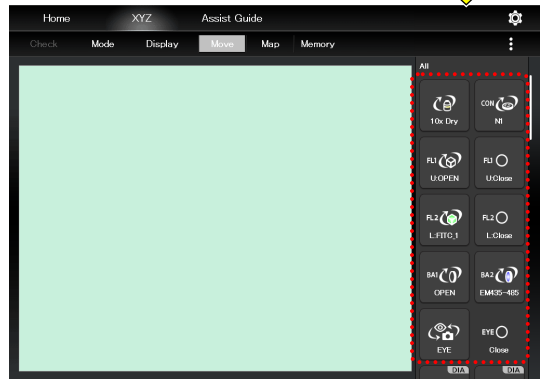 Home XYZ Assist Guide
Check Mode Display Move Map Memory
All
10x Dry
CON
N1
FL1
U:OPEN
FL1
U:Close
FL2
L:FITC_1
FL2
L:Close
BA1
OPEN
BA2
EM435-485
EYE
EYE
Close
DIA DIA